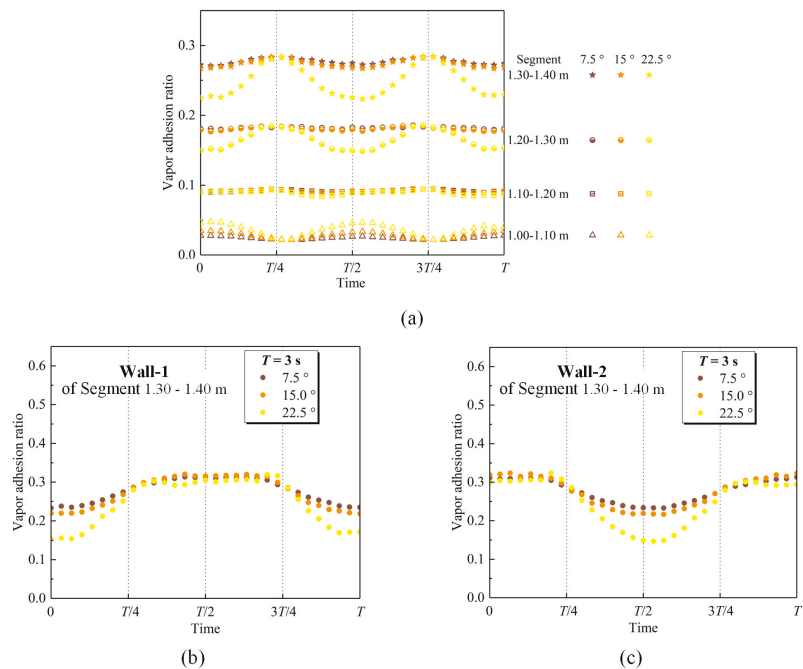 0.3
0.2
0.1
0.0
Vapor adhesion ratio
0 T/4 T/2 3T/4 T
Time
Segment 7.5 ° 15 ° 22.5 °
1.30-1.40 m
1.20-1.30 m
1.10-1.20 m
1.00-1.10 m
(a)
0.6
0.5
0.4
0.3
0.2
0.1
0.0
Vapor adhesion ratio
Wall-1
of Segment 1.30 - 1.40 m
T = 3 s
7.5 °
15.0 °
22.5 °
0 T/4 T/2 3T/4 T
Time
(b)
0.6
0.5
0.4
0.3
0.2
0.1
0.0
Vapor adhesion ratio
Wall-2
of Segment 1.30 - 1.40 m
T = 3 s
7.5 °
15.0 °
22.5 °
0 T/4 T/2 3T/4 T
Time
(c)